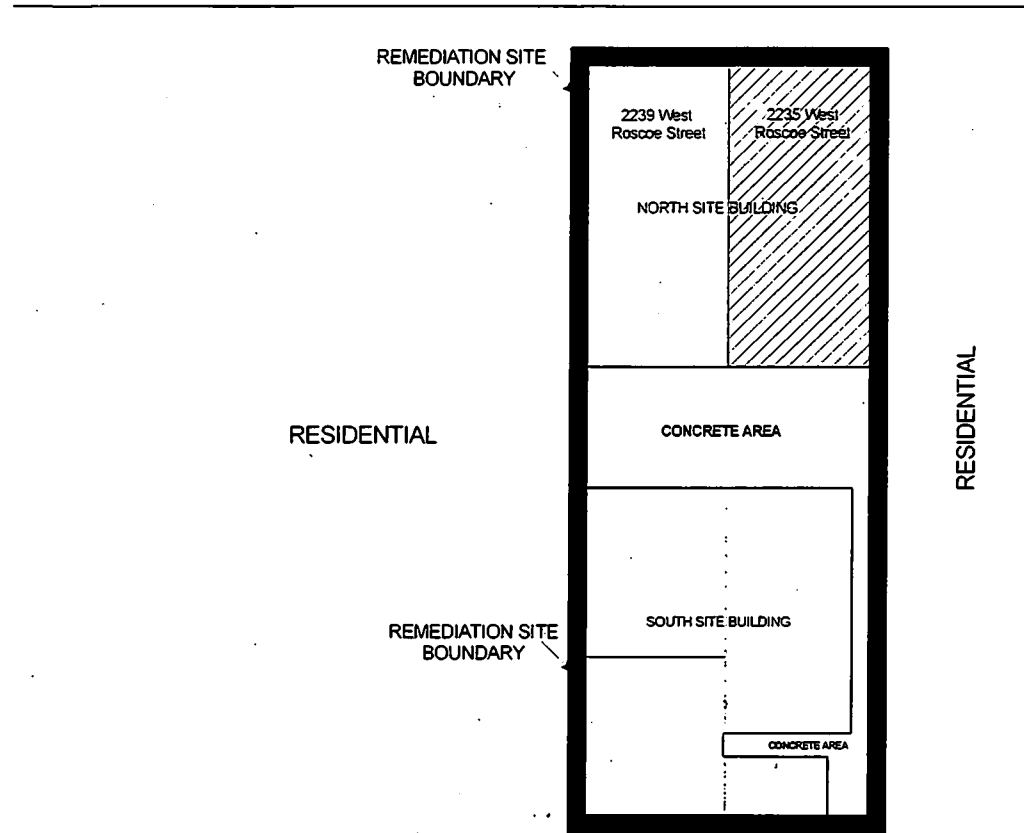 REMEDIATION SITE
BOUNDARY
2239 West
Roscoe Street
2235 West
Roscoe Street
NORTH SITE BUILDING
RESIDENTIAL
CONCRETE AREA
RESIDENTIAL
SOUTH SITE BUILDING
REMEDIATION SITE
BOUNDARY
CONCRETE AREA